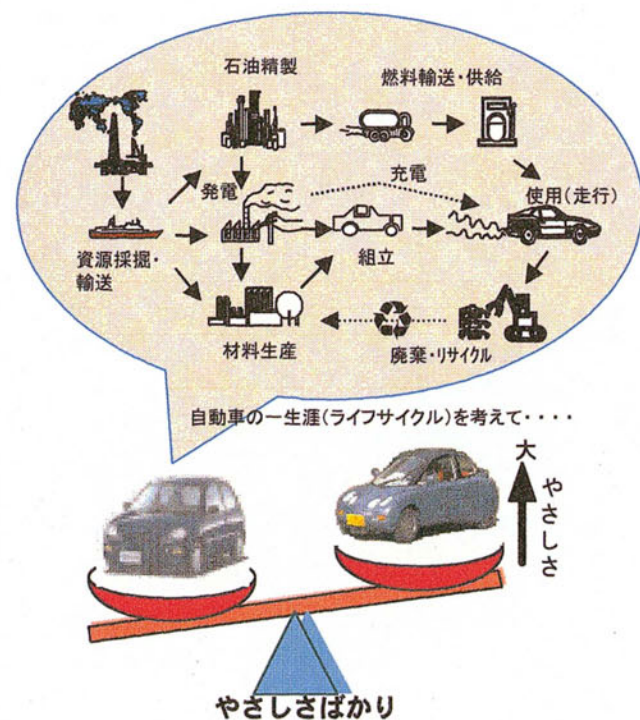 石油精製
燃料輸送・供給
発電
充電
使用(走行)
資源採掘・
輸送
組立
材料生産
廃棄・リサイクル
自動車の一生涯(ライフサイクル)を考えて・・・・
大
やさしさ
やさしさばかり